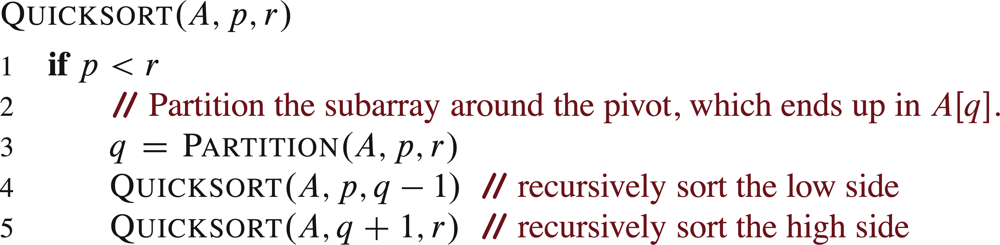 QUICKSORT(A, p, r)
1 if p < r
2 // Partition the subarray around the pivot, which ends up in A[q].
3 q = PARTITION(A, p, r)
4 QUICKSORT(A, p, q − 1) // recursively sort the low side
5 QUICKSORT(A, q + 1, r) // recursively sort the high side